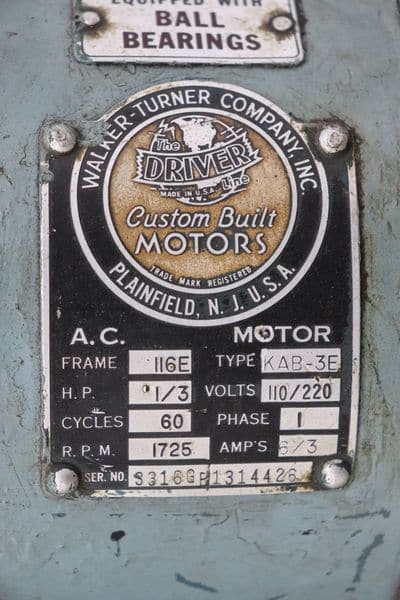 EQUIPPED WITH
BALL
BEARINGS
WALKER-TURNER COMPANY, INC.
The
DRIVER
Line
MADE IN U.S.A.
Custom Built
MOTORS
TRADE MARK REGISTERED
PLAINFIELD, N. J. U. S. A.
A.C. MOTOR
FRAME 116E TYPE KAB-3E
H.P. 1/3 VOLTS 110/220
CYCLES 60 PHASE 1
R.P.M. 1725 AMP'S 6/3
SER. NO. S316GP1314426